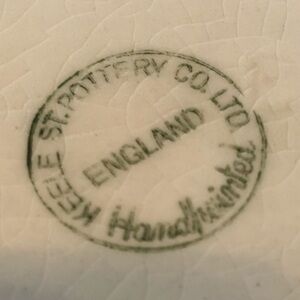 KEELE ST. POTTERY CO. LTD.
ENGLAND
Handpainted